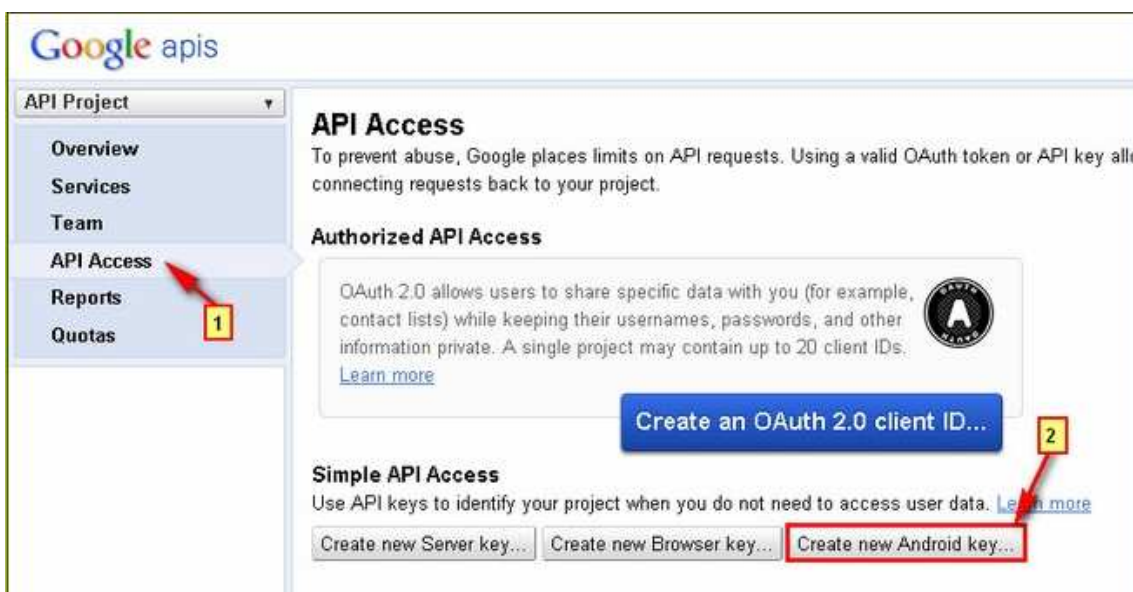 Google apis
API Project
Overview
Services
Team
API Access
Reports
Quotas
1
API Access
To prevent abuse, Google places limits on API requests. Using a valid OAuth token or API key
connecting requests back to your project.
Authorized API Access
OAuth 2.0 allows users to share specific data with you (for example,
contact lists) while keeping their usernames, passwords, and other
information private. A single project may contain up to 20 client IDs.
Learn more
OAUTH
A
OAUTH
Create an OAuth 2.0 client ID...
2
Simple API Access
Use API keys to identify your project when you do not need to access user data. Learn more
Create new Server key... Create new Browser key... Create new Android key...